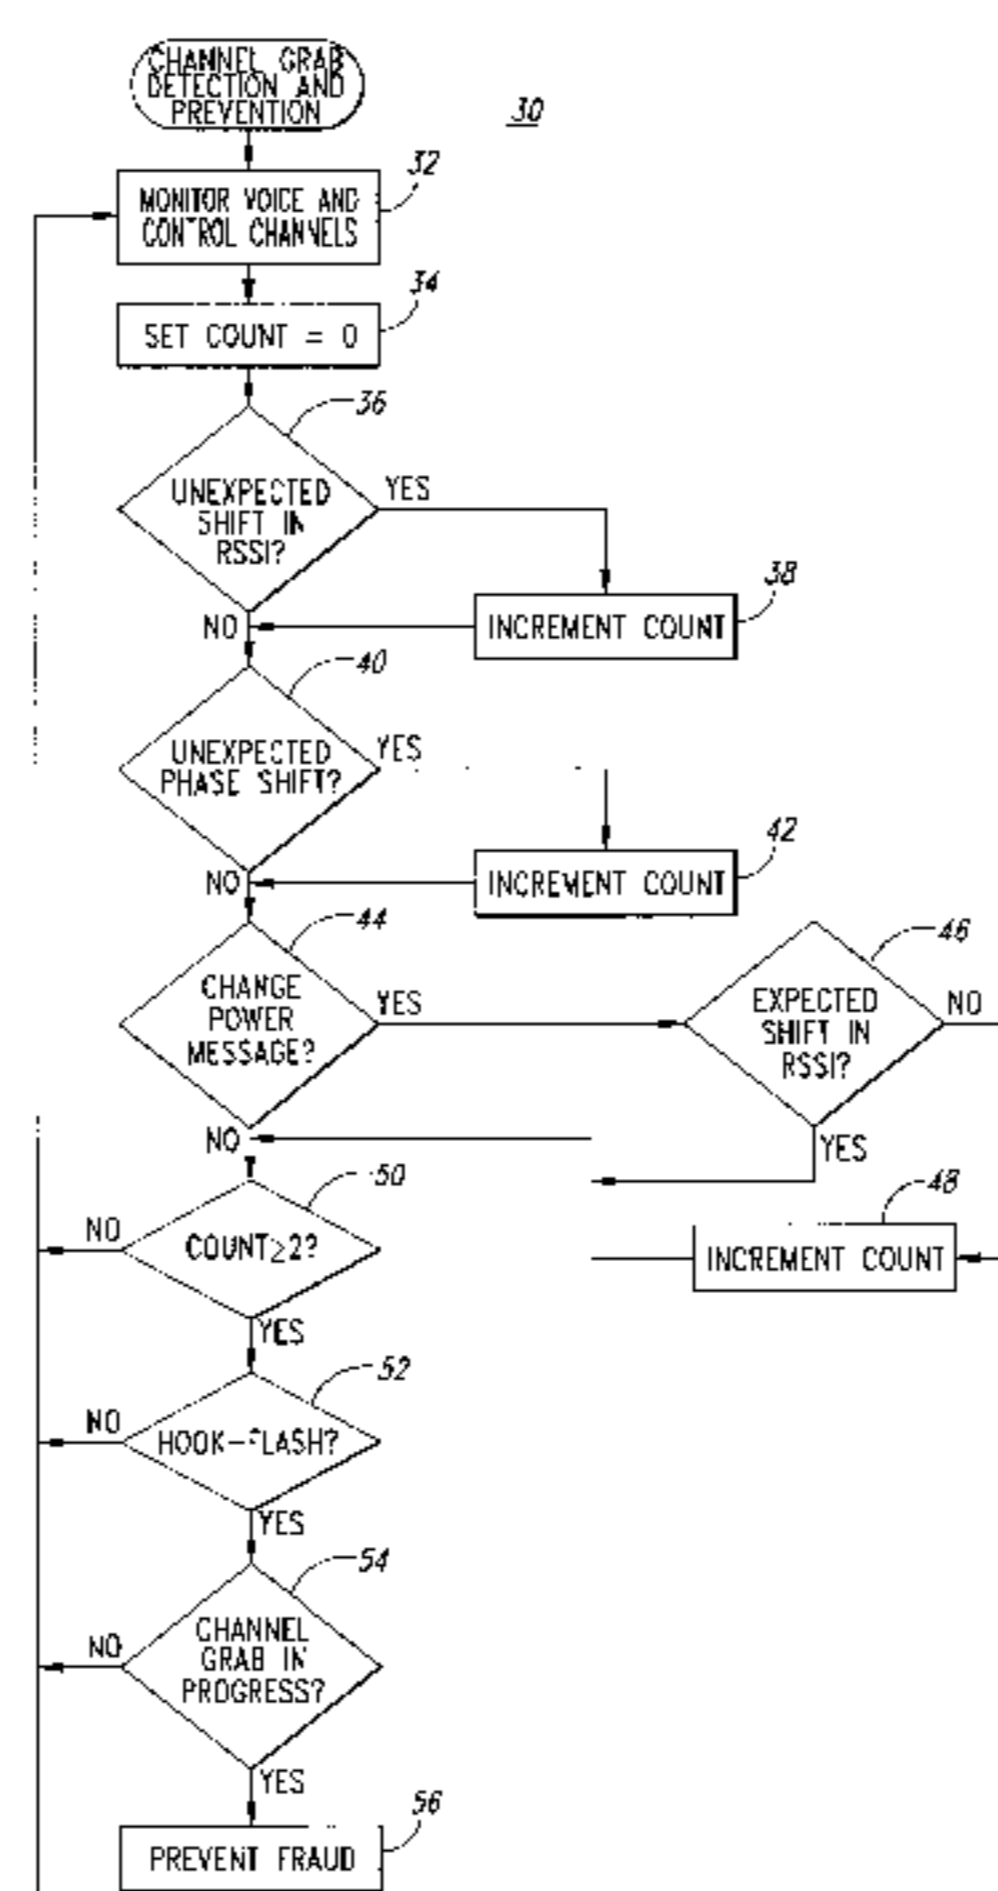 CHANNEL GRAB
DETECTION AND
PREVENTION
30
32
MONITOR VOICE AND
CONTROL CHANNELS
34
SET COUNT = 0
36
UNEXPECTED
SHIFT IN
RSSI?
YES
38
NO
INCREMENT COUNT
40
UNEXPECTED
PHASE SHIFT?
YES
42
NO
INCREMENT COUNT
44
CHANGE
POWER
MESSAGE?
YES
46
EXPECTED
SHIFT IN
RSSI?
NO
NO
YES
50
48
NO
COUNT≥2?
INCREMENT COUNT
YES
52
NO
HOOK-FLASH?
YES
54
CHANNEL
GRAB IN
PROGRESS?
NO
YES
56
PREVENT FRAUD